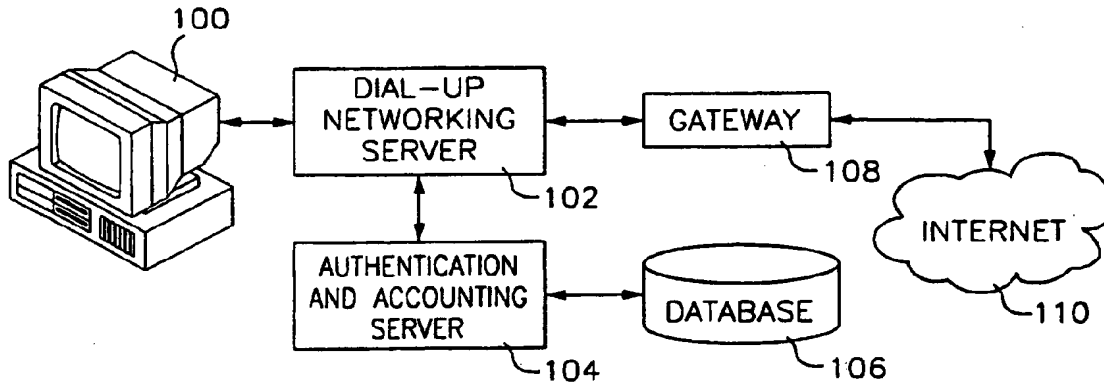 100
DIAL-UP
NETWORKING
SERVER
102
GATEWAY
108
INTERNET
110
AUTHENTICATION
AND ACCOUNTING
SERVER
104
DATABASE
106